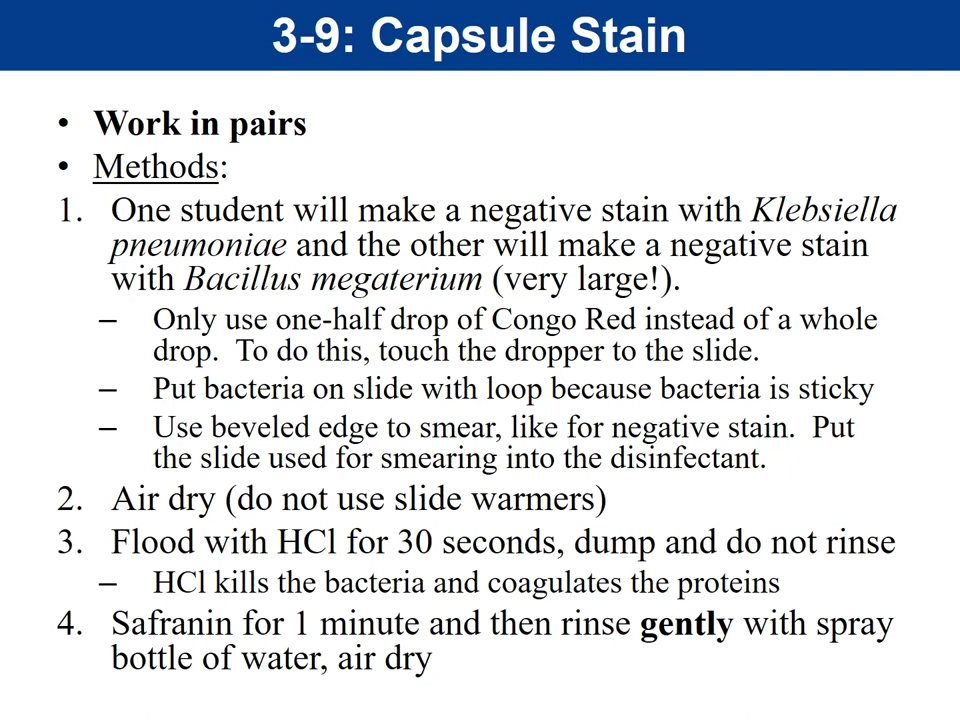 3-9: Capsule Stain
• Work in pairs
• Methods:
1. One student will make a negative stain with Klebsiella
pneumoniae and the other will make a negative stain
with Bacillus megaterium (very large!).
– Only use one-half drop of Congo Red instead of a whole
drop.  To do this, touch the dropper to the slide.
– Put bacteria on slide with loop because bacteria is sticky
– Use beveled edge to smear, like for negative stain.  Put
the slide used for smearing into the disinfectant.
2. Air dry (do not use slide warmers)
3. Flood with HCl for 30 seconds, dump and do not rinse
– HCl kills the bacteria and coagulates the proteins
4. Safranin for 1 minute and then rinse gently with spray
bottle of water, air dry